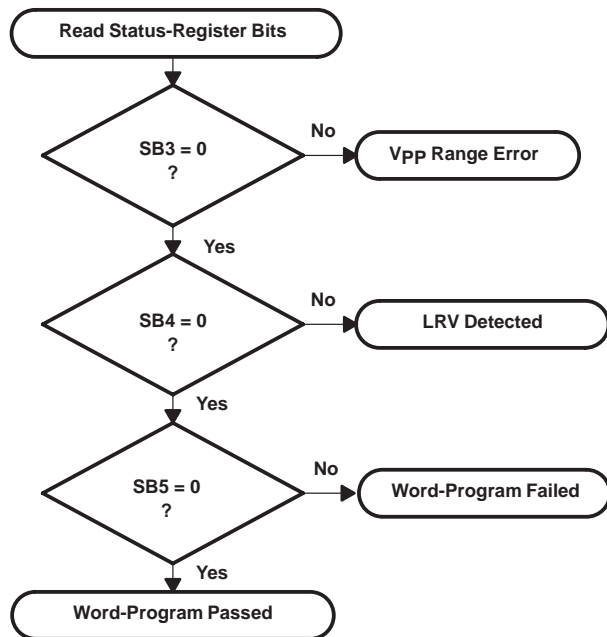 Read Status-Register Bits
SB3 = 0
?
No
VPP Range Error
Yes
SB4 = 0
?
No
LRV Detected
Yes
SB5 = 0
?
No
Word-Program Failed
Yes
Word-Program Passed